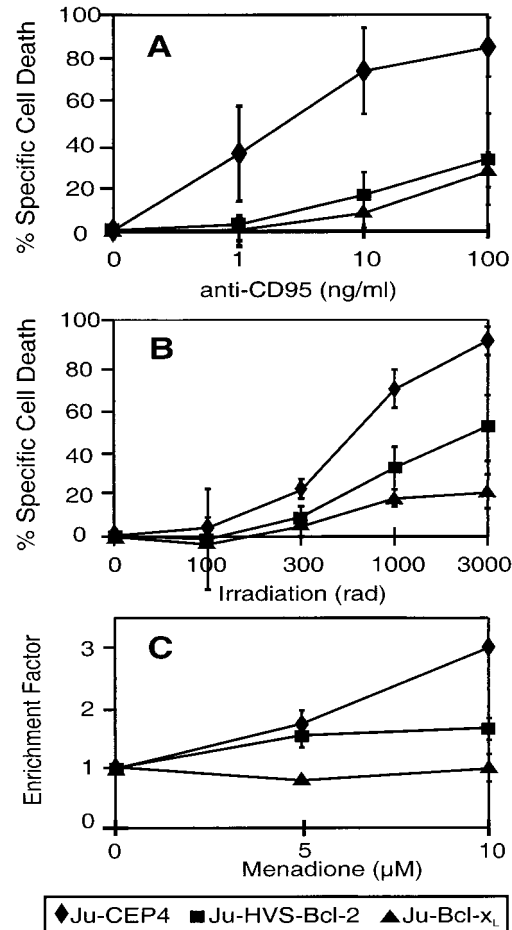 A
% Specific Cell Death
100
80
60
40
20
0
0
1
10
100
anti-CD95 (ng/ml)
B
% Specific Cell Death
100
80
60
40
20
0
0
100
300
1000
3000
Irradiation (rad)
C
Enrichment Factor
3
2
1
0
0
5
10
Menadione (µM)
Ju-CEP4 Ju-HVS-Bcl-2 Ju-Bcl-xL